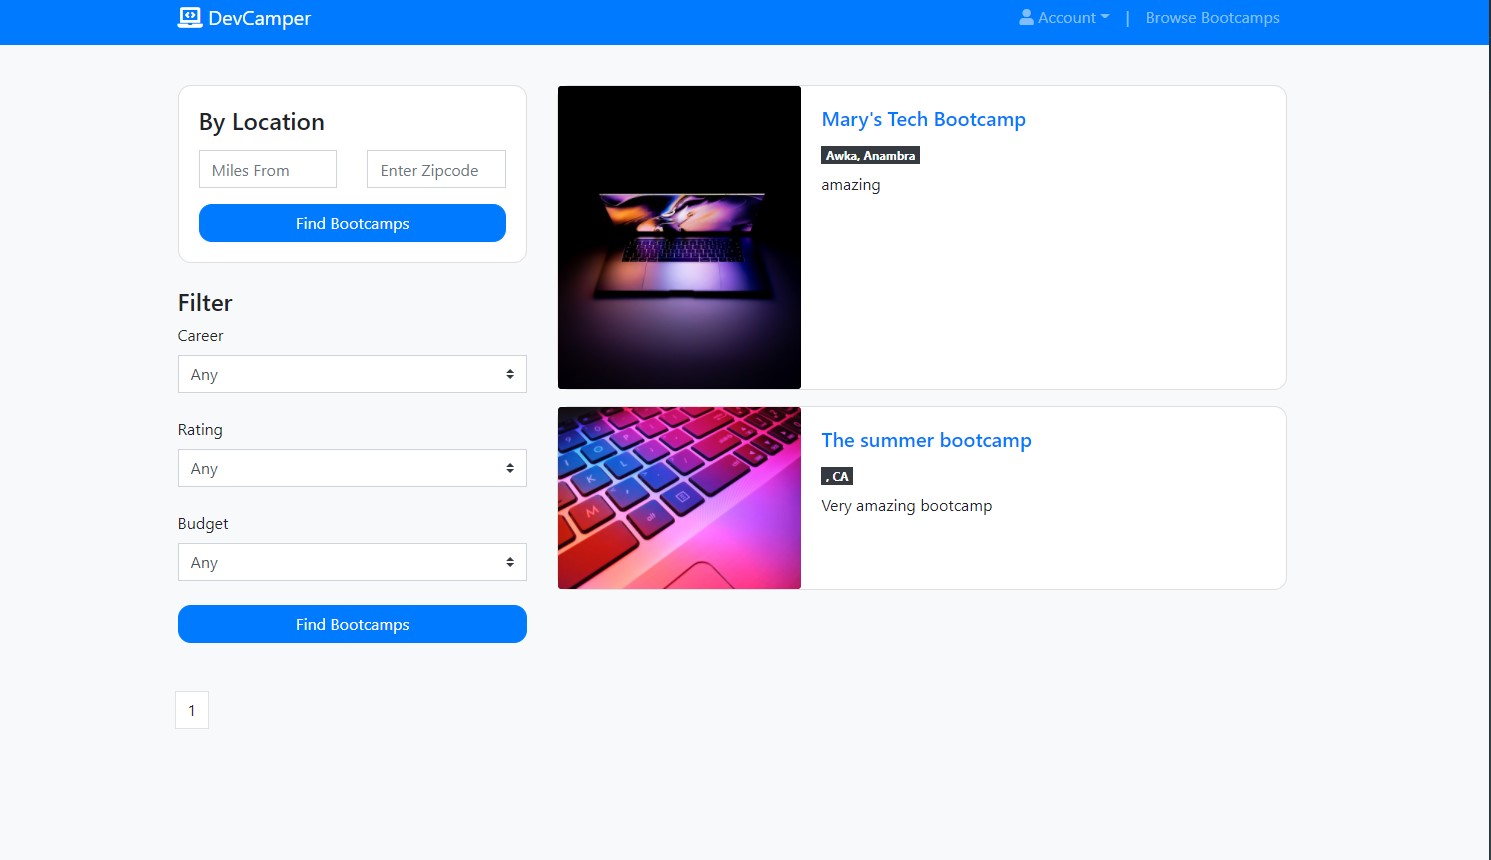 DevCamper
Account | Browse Bootcamps
By Location
Miles From
Enter Zipcode
Find Bootcamps
Filter
Career
Any
Rating
Any
Budget
Any
Find Bootcamps
1
Mary's Tech Bootcamp
Awka, Anambra
amazing
The summer bootcamp
, CA
Very amazing bootcamp